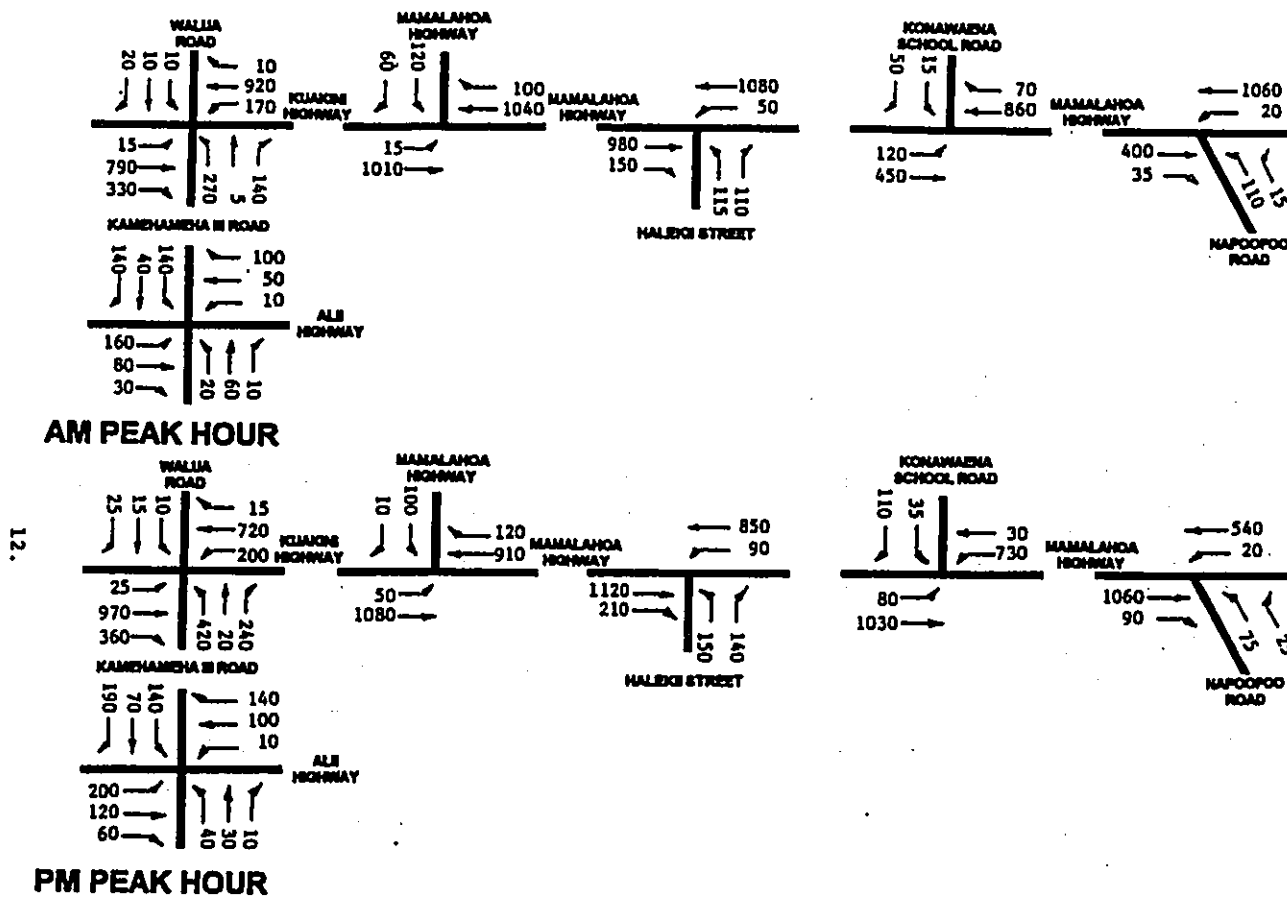 WALUA
ROAD
20 10 10
10
920
170
KUAKINI
HIGHWAY
15
790
330
270 5 140
MAMALAHOA
HIGHWAY
60 120
100
1040
15
1010
MAMALAHOA
HIGHWAY
1080
50
980
150
115 110
HALEKII STREET
KONAWAENA
SCHOOL ROAD
50 15
70
860
120
450
MAMALAHOA
HIGHWAY
1060
20
400
35
110 15
NAPOOPOO
ROAD
KAMEHAMEHA III ROAD
140 40 140
100
50
10
ALII
HIGHWAY
160
80
30
20 60 10
AM PEAK HOUR
WALUA
ROAD
25 15 10
15
720
200
KUAKINI
HIGHWAY
25
970
360
420 20 240
MAMALAHOA
HIGHWAY
10 100
120
910
50
1080
MAMALAHOA
HIGHWAY
850
90
1120
210
150 140
HALEKII STREET
KONAWAENA
SCHOOL ROAD
110 35
30
730
80
1030
MAMALAHOA
HIGHWAY
540
20
1060
90
75
NAPOOPOO
ROAD
KAMEHAMEHA III ROAD
190 70 140
140
100
10
ALII
HIGHWAY
200
120
60
40 30 10
PM PEAK HOUR
12.